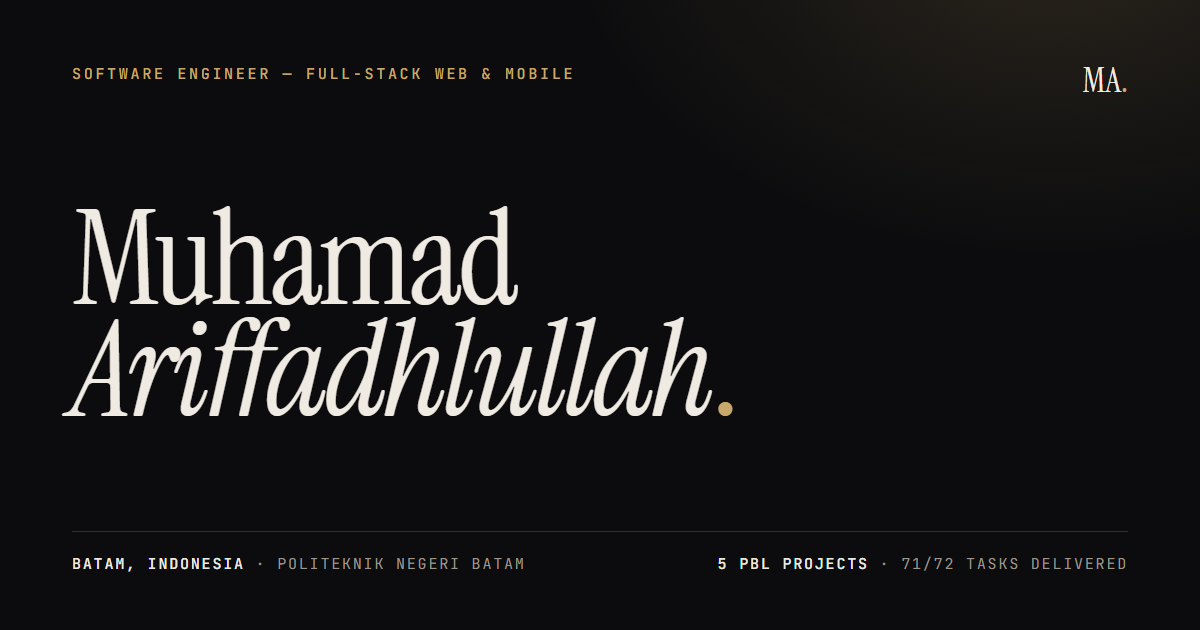 SOFTWARE ENGINEER — FULL-STACK WEB & MOBILE
MA.
Muhamad
Ariffadhlullah.
BATAM, INDONESIA · POLITEKNIK NEGERI BATAM
5 PBL PROJECTS · 71/72 TASKS DELIVERED